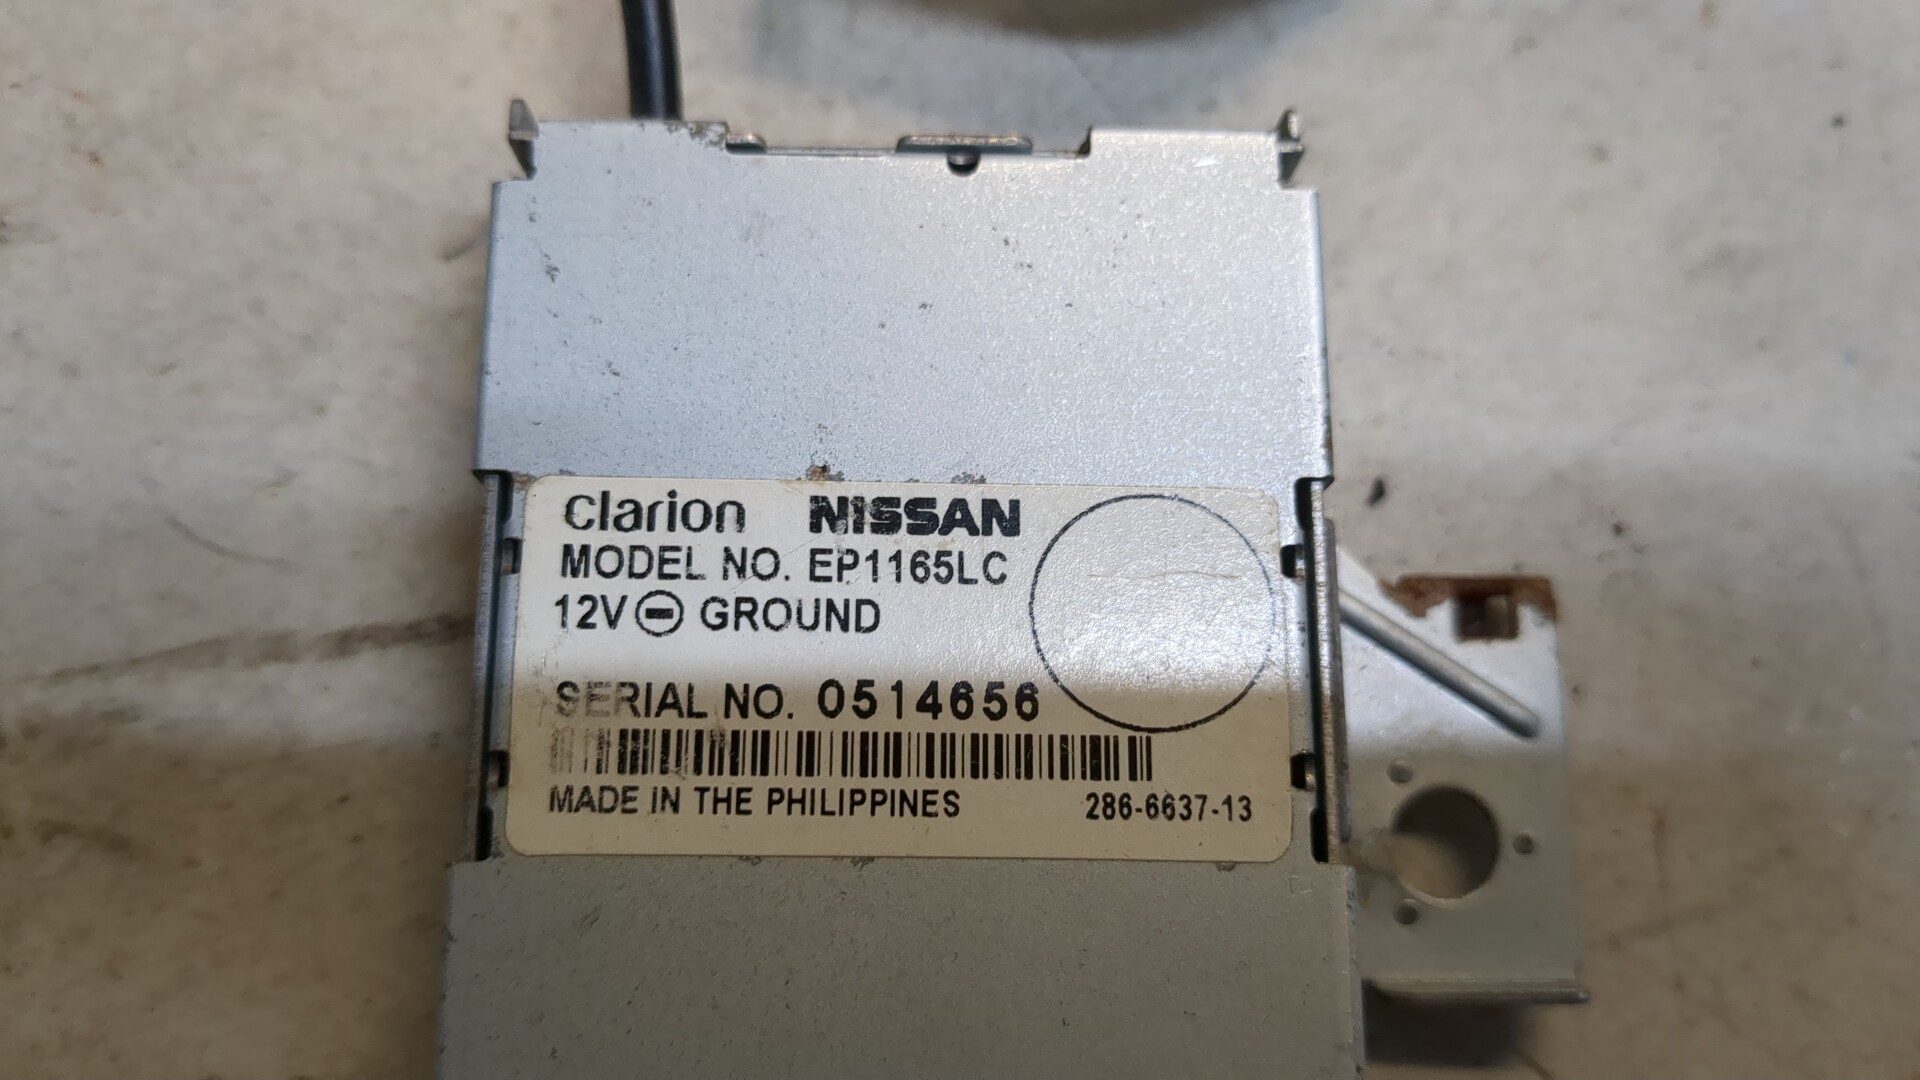 clarion NISSAN
MODEL NO. EP1165LC
12V ⊖ GROUND
SERIAL NO. 0514656
MADE IN THE PHILIPPINES 286-6637-13